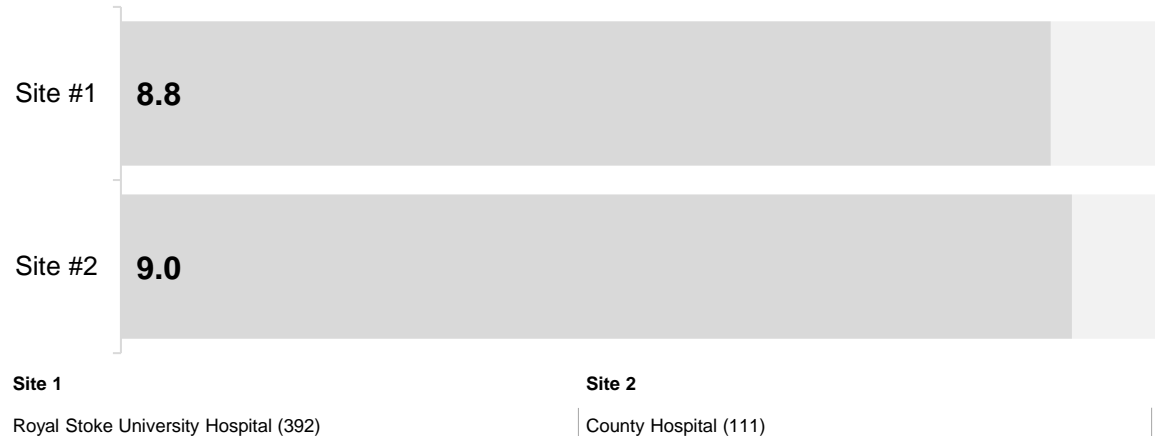 Site #1 8.8
Site #2 9.0
Site 1 Site 2
Royal Stoke University Hospital (392) County Hospital (111)